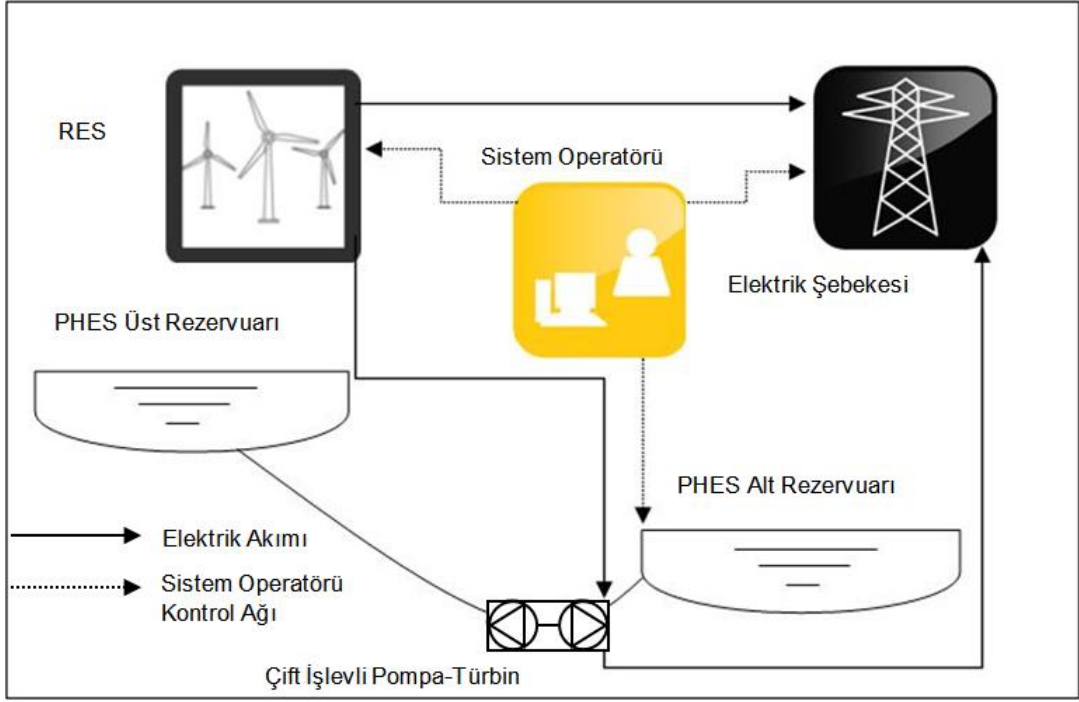 RES
Sistem Operatörü
Elektrik Şebekesi
PHES Üst Rezervuarı
PHES Alt Rezervuarı
Elektrik Akımı
Sistem Operatörü
Kontrol Ağı
Çift İşlevli Pompa-Türbin